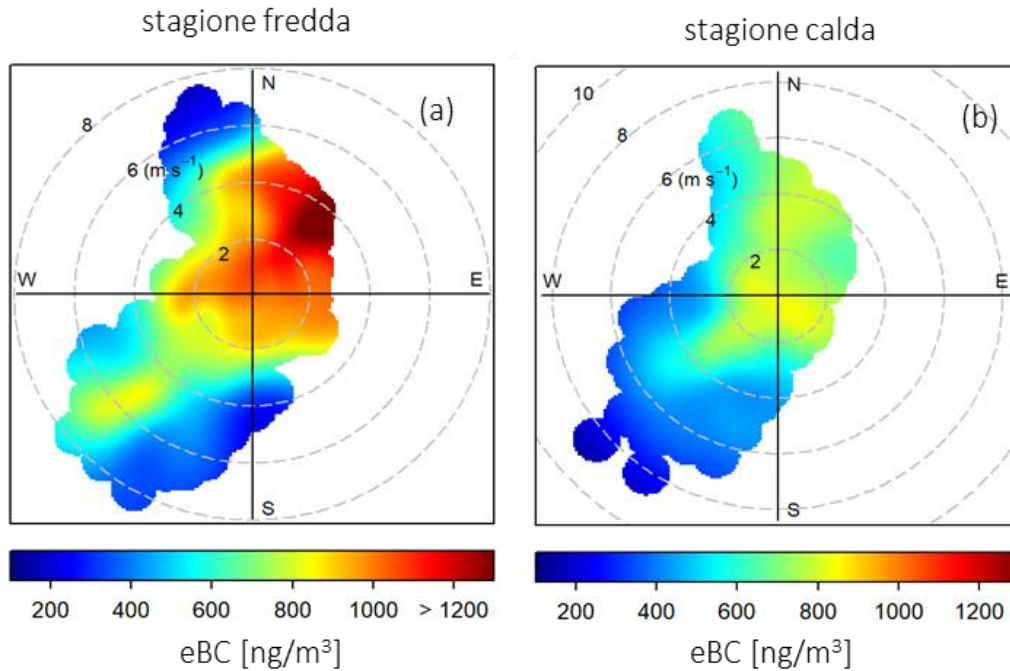 stagione fredda
stagione calda
N
(a)
8
6 (m s⁻¹)
4
2
W
E
S
200 400 600 800 1000 > 1200
eBC [ng/m³]
N
(b)
10
8
6 (m s⁻¹)
4
2
W
E
S
200 400 600 800 1000 1200
eBC [ng/m³]